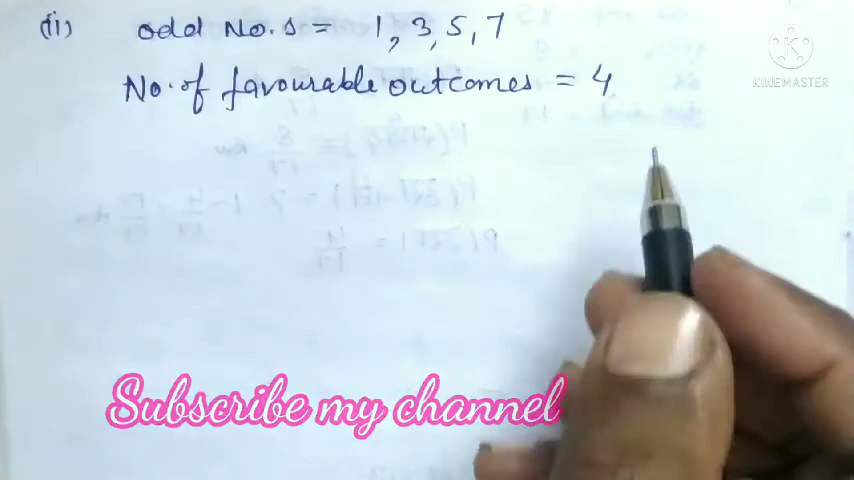 (ii) odd No.s = 1, 3, 5, 7
KINEMASTER
No. of favourable outcomes = 4
Subscribe my channel